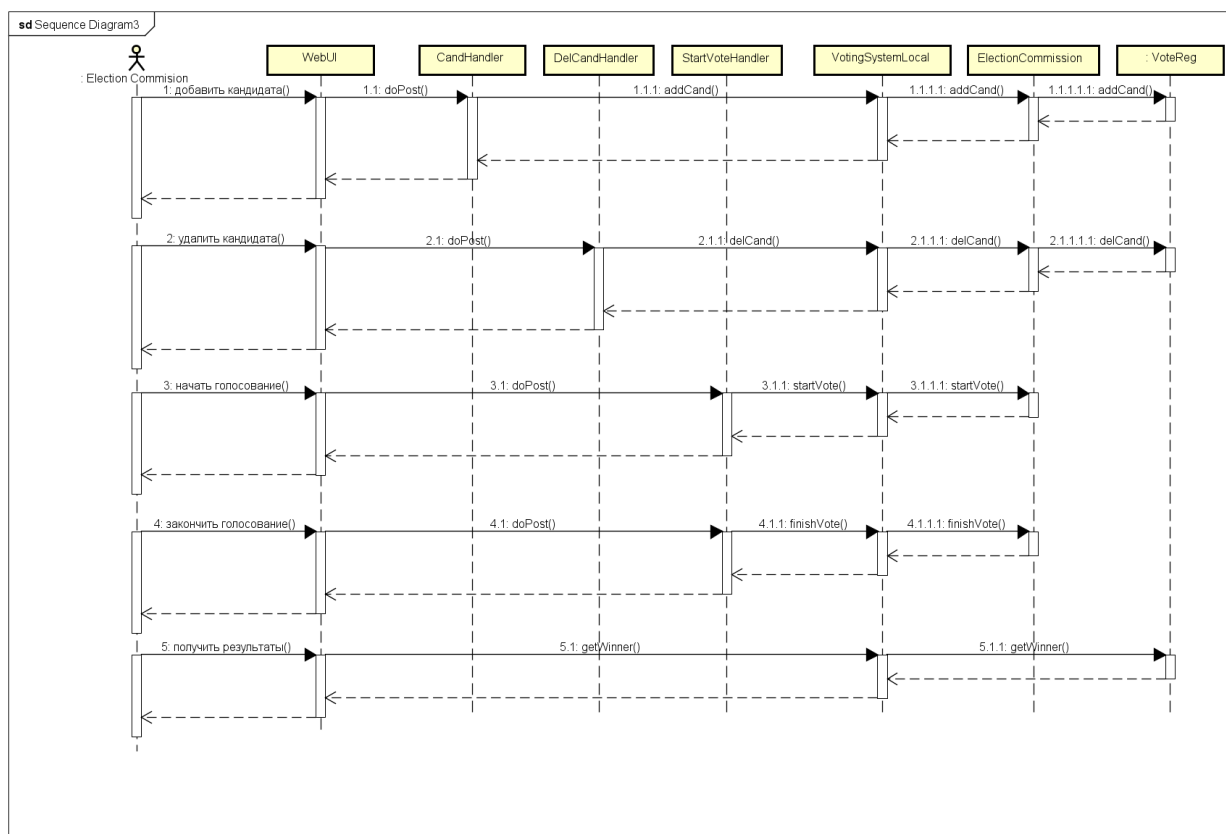 sd Sequence Diagram3
: Election Commision
WebUI
CandHandler
DelCandHandler
StartVoteHandler
VotingSystemLocal
ElectionCommission
: VoteReg
1: добавить кандидата()
1.1: doPost()
1.1.1: addCand()
1.1.1.1: addCand()
1.1.1.1.1: addCand()
2: удалить кандидата()
2.1: doPost()
2.1.1: delCand()
2.1.1.1: delCand()
2.1.1.1.1: delCand()
3: начать голосование()
3.1: doPost()
3.1.1: startVote()
3.1.1.1: startVote()
4: закончить голосование()
4.1: doPost()
4.1.1: finishVote()
4.1.1.1: finishVote()
5: получить результаты()
5.1: getWinner()
5.1.1: getWinner()